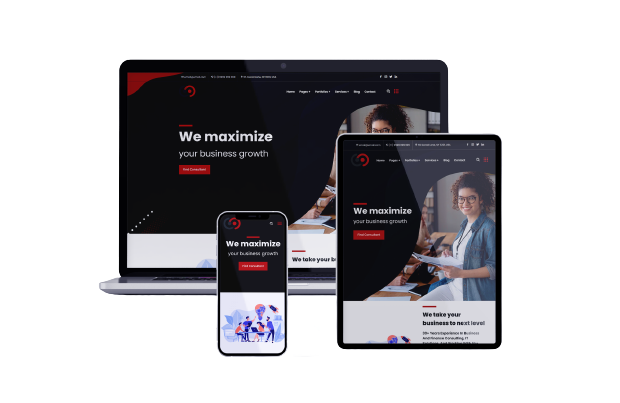 Home Pages Portfolios Services Blog Contact
We maximize
your business growth
Find Consultant
We take your bus
Home Pages Portfolios Services Blog Contact
We maximize
your business growth
Find Consultant
We take your
business to next level
35+ Years Experience In Business
And Finance Consulting, IT
We maximize
your business growth
Find Consultant